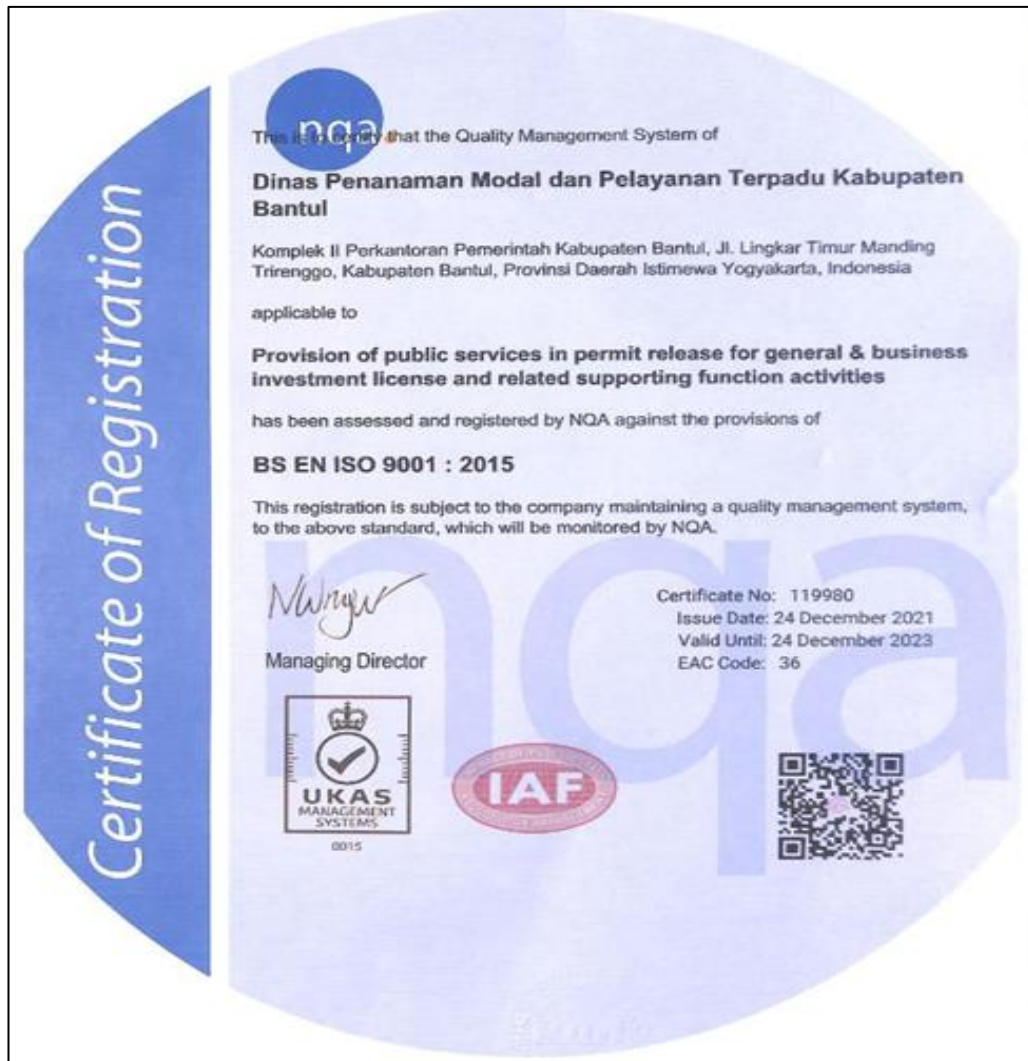 Certificate of Registration
nqa.
This is to certify that the Quality Management System of
Dinas Penanaman Modal dan Pelayanan Terpadu Kabupaten
Bantul
Komplek II Perkantoran Pemerintah Kabupaten Bantul, Jl. Lingkar Timur Manding
Trirenggo, Kabupaten Bantul, Provinsi Daerah Istimewa Yogyakarta, Indonesia
applicable to
Provision of public services in permit release for general & business
investment license and related supporting function activities
has been assessed and registered by NQA against the provisions of
BS EN ISO 9001 : 2015
This registration is subject to the company maintaining a quality management system,
to the above standard, which will be monitored by NQA.
nqa
Managing Director
Certificate No: 119980
Issue Date: 24 December 2021
Valid Until: 24 December 2023
EAC Code: 36
UKAS
MANAGEMENT
SYSTEMS
0015
IAF